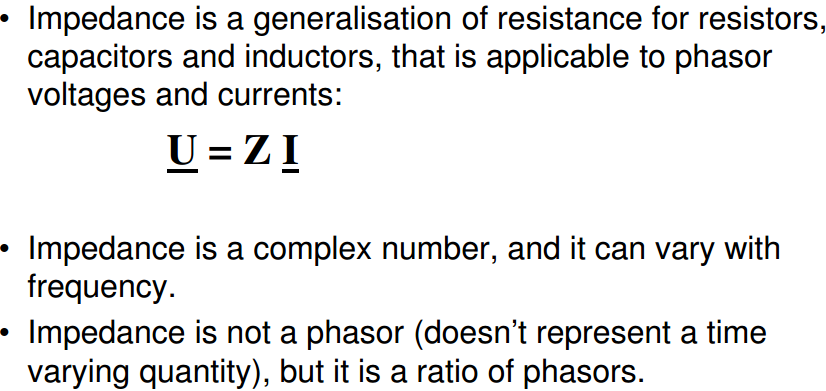 • Impedance is a generalisation of resistance for resistors,
capacitors and inductors, that is applicable to phasor
voltages and currents:
U = Z I
• Impedance is a complex number, and it can vary with
frequency.
• Impedance is not a phasor (doesn’t represent a time
varying quantity), but it is a ratio of phasors.